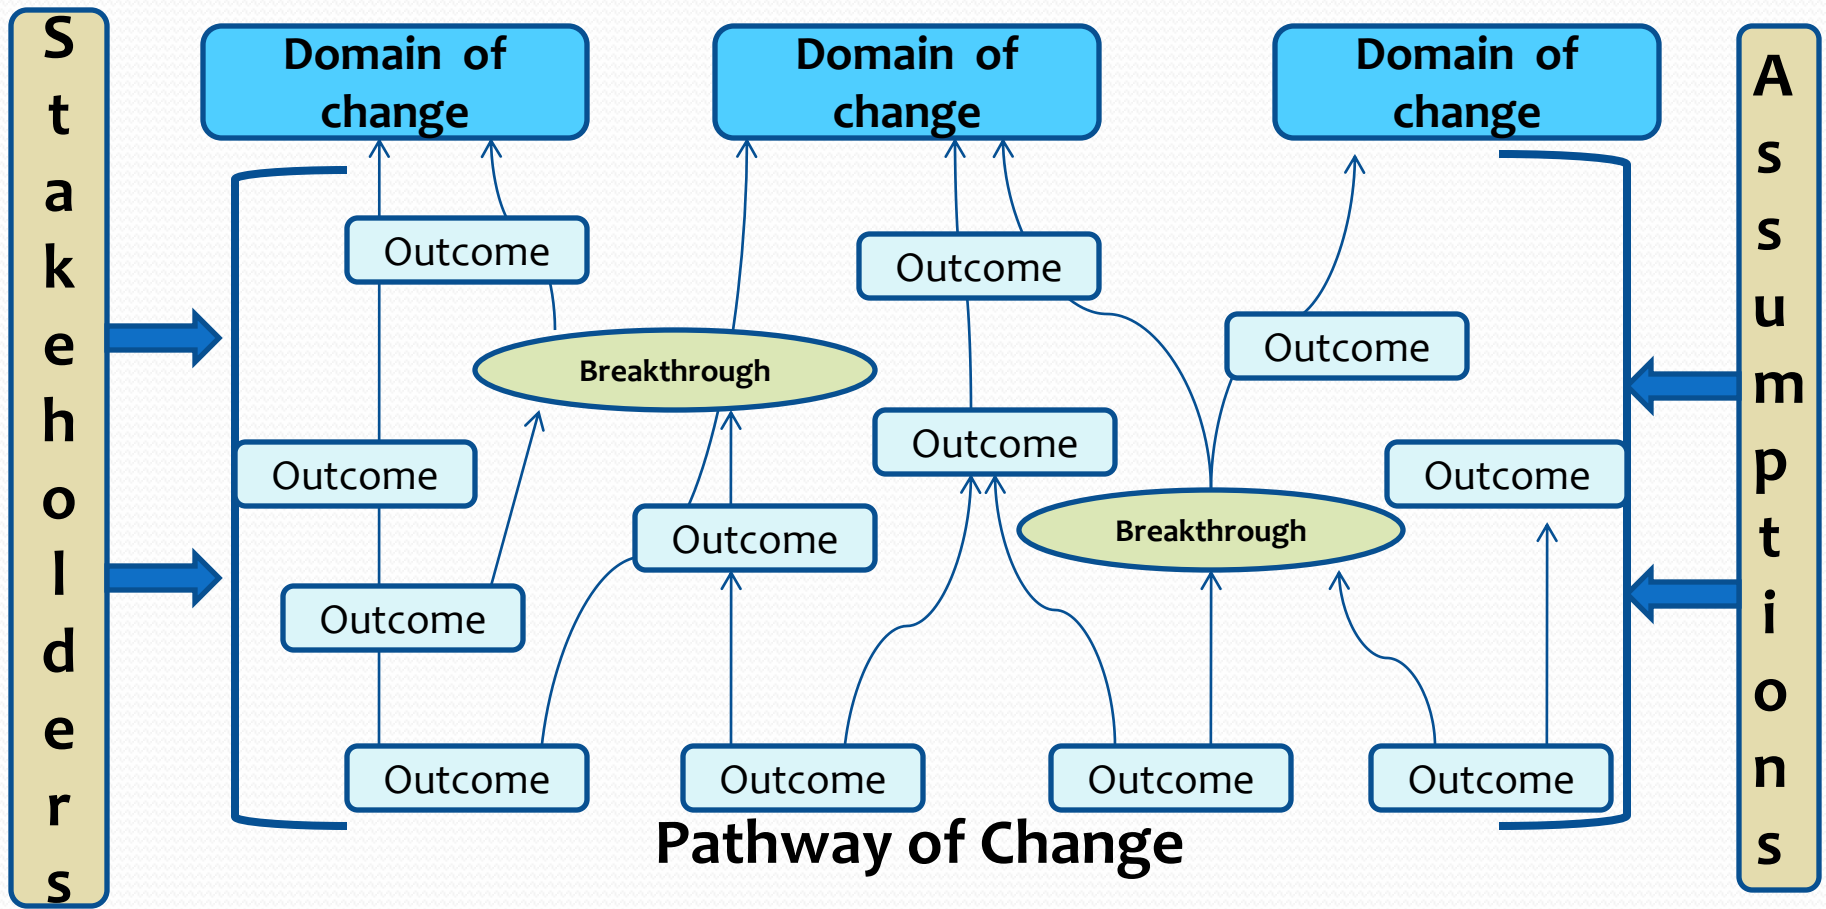 Stakeholders
Domain of
change
Domain of
change
Domain of
change
Outcome
Outcome
Outcome
Breakthrough
Outcome
Outcome
Outcome
Breakthrough
Outcome
Outcome
Outcome
Outcome
Outcome
Outcome
Pathway of Change
Assumptions